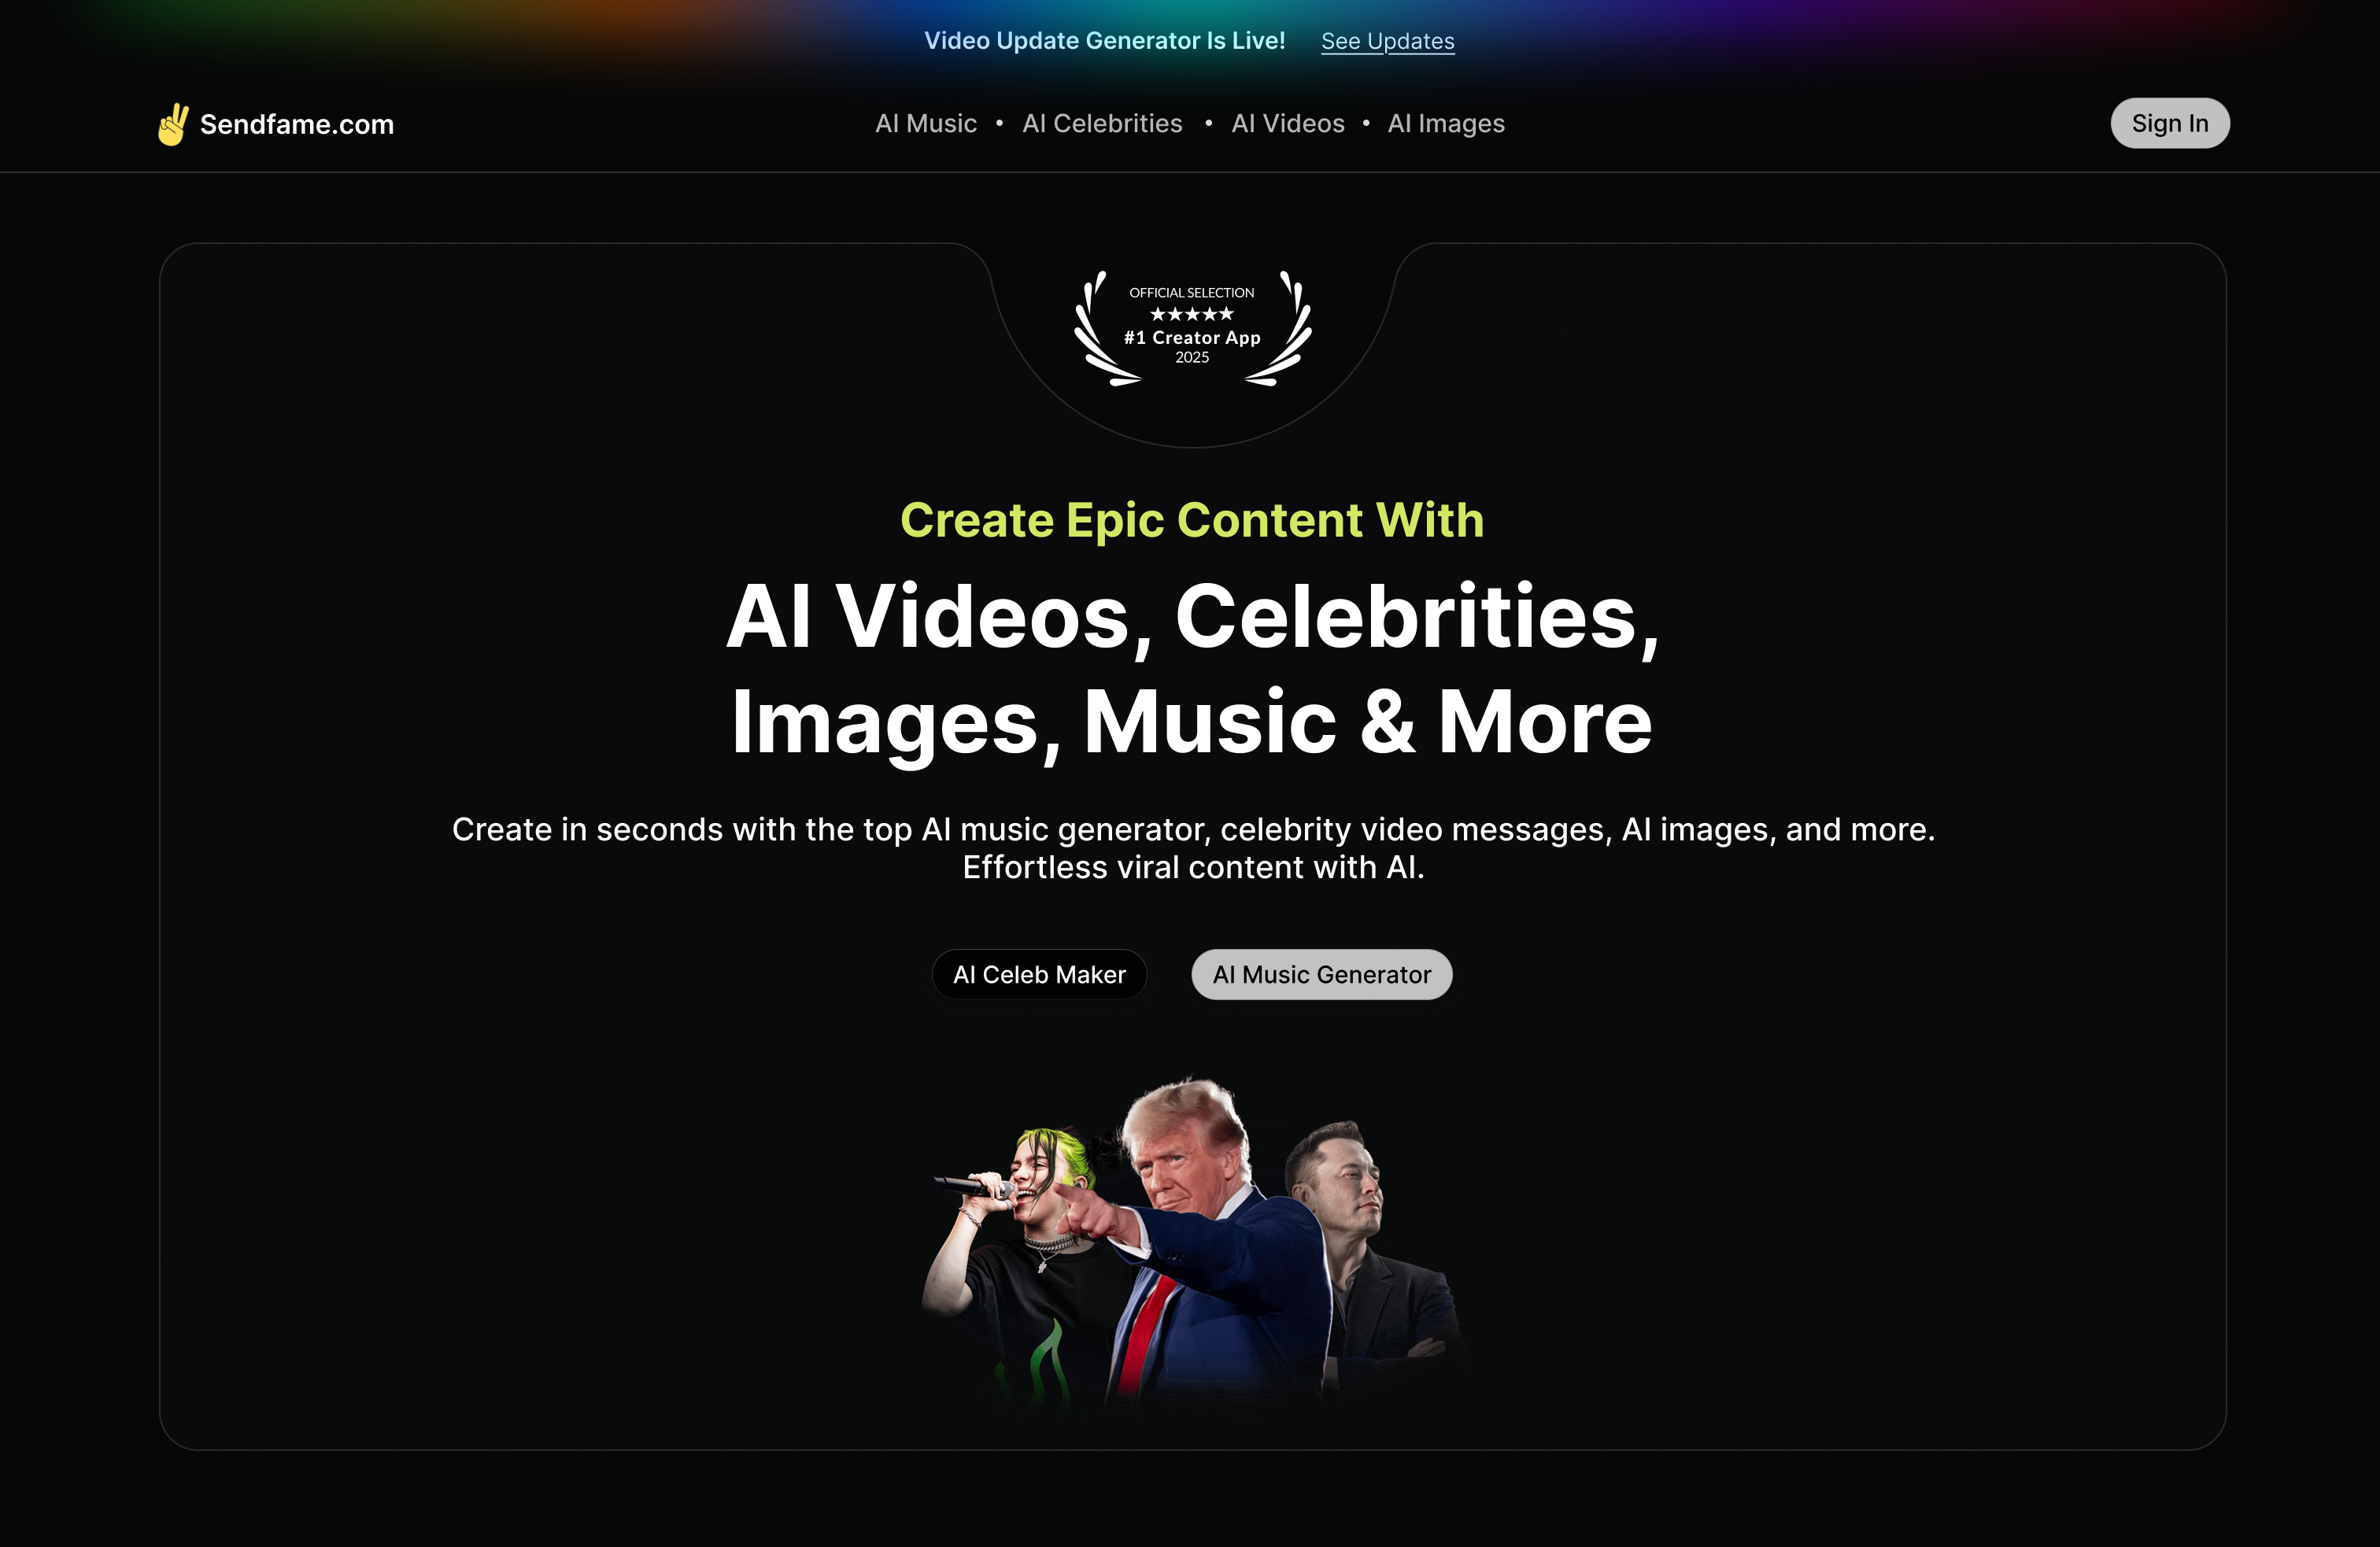 Video Update Generator Is Live! See Updates
Sendfame.com
AI Music • AI Celebrities • AI Videos • AI Images
Sign In
OFFICIAL SELECTION
★★★★★
#1 Creator App
2025
Create Epic Content With
AI Videos, Celebrities,
Images, Music & More
Create in seconds with the top AI music generator, celebrity video messages, AI images, and more.
Effortless viral content with AI.
AI Celeb Maker
AI Music Generator